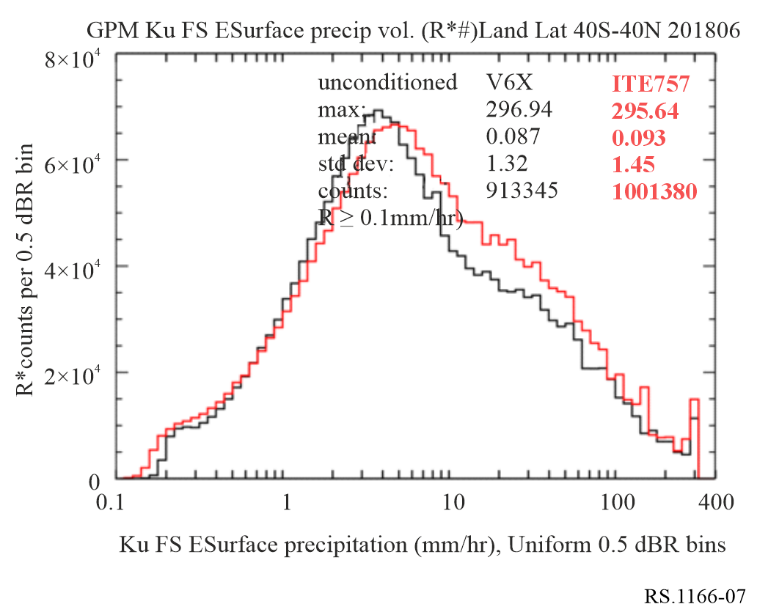 GPM Ku FS ESurface precip vol. (R*#)Land Lat 40S-40N 201806
8×10⁴
6×10⁴
4×10⁴
2×10⁴
0
R*counts per 0.5 dBR bin
unconditioned V6X ITE757
max: 296.94 295.64
mean: 0.087 0.093
std dev: 1.32 1.45
counts: 913345 1001380
R ≥ 0.1mm/hr)
0.1 1 10 100 400
Ku FS ESurface precipitation (mm/hr), Uniform 0.5 dBR bins
RS.1166-07